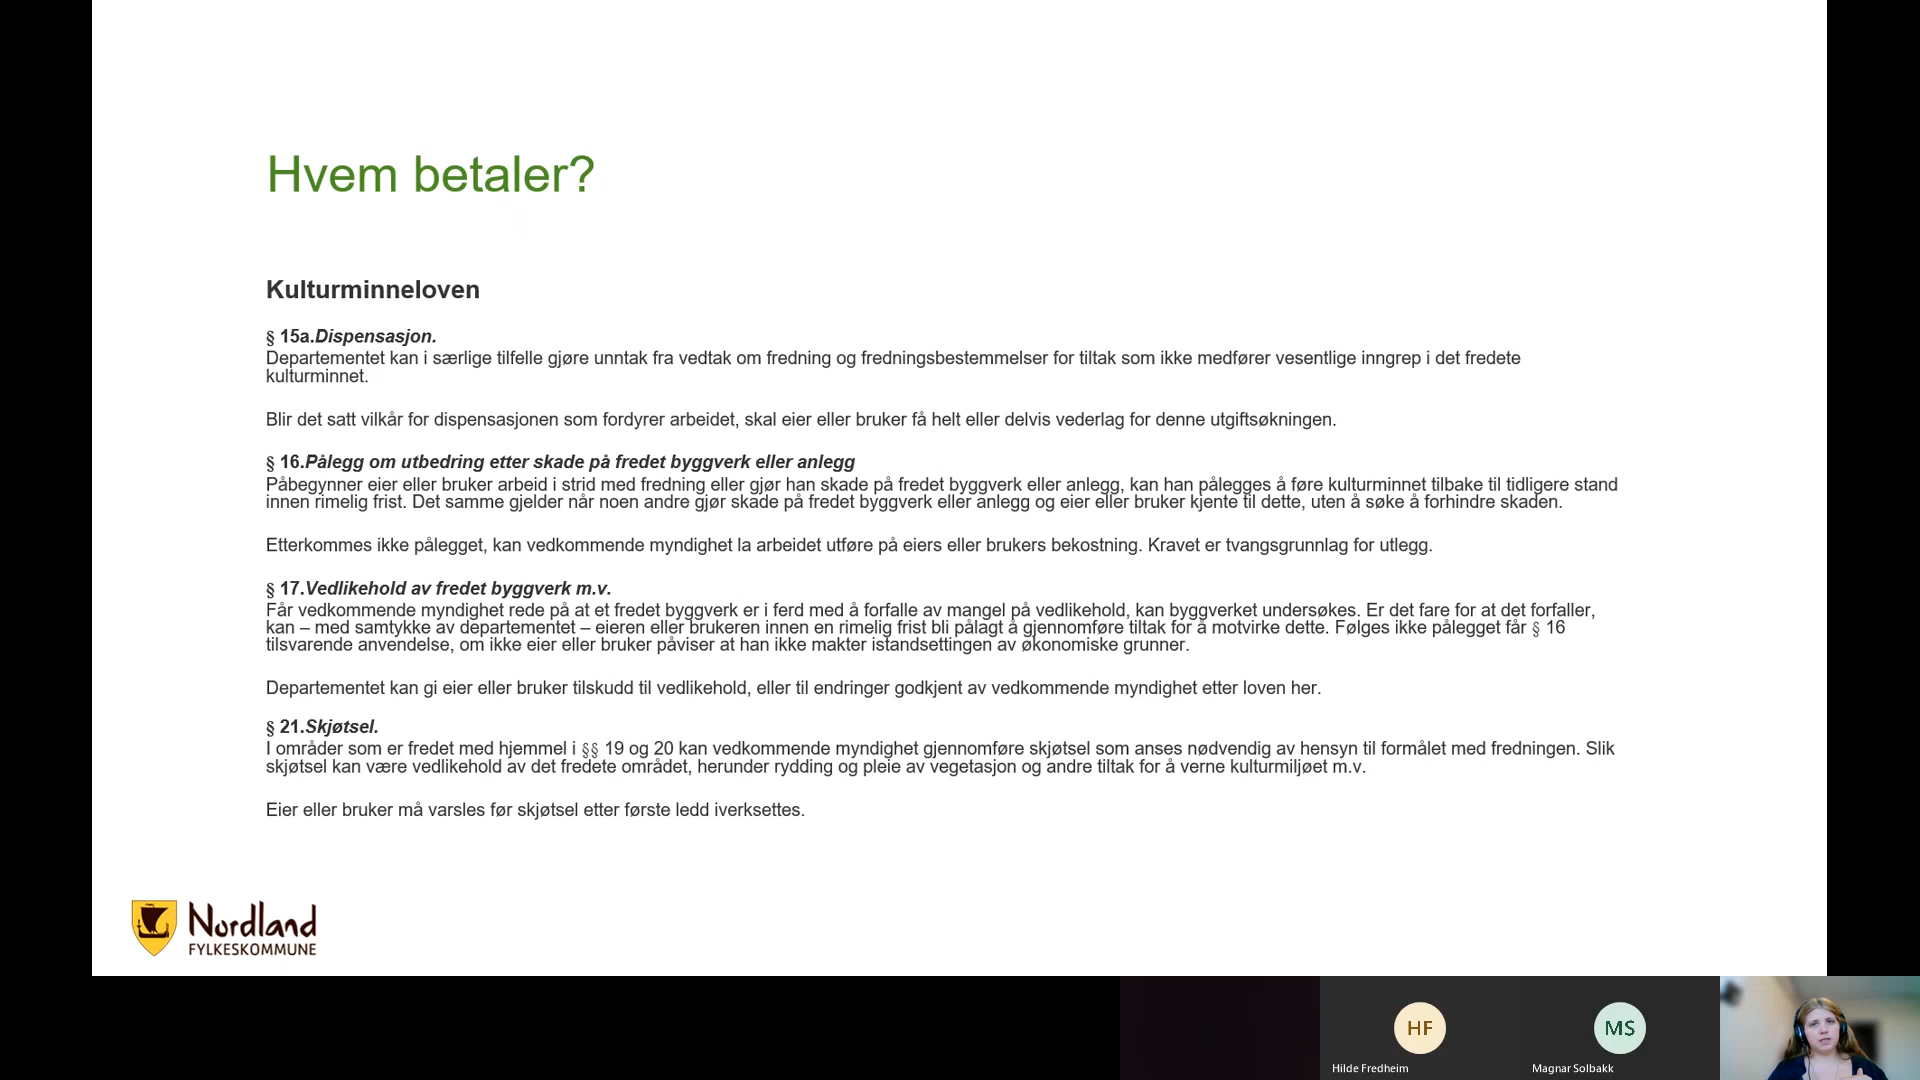 Hvem betaler?
Kulturminneloven
§ 15a.Dispensasjon.
Departementet kan i særlige tilfelle gjøre unntak fra vedtak om fredning og fredningsbestemmelser for tiltak som ikke medfører vesentlige inngrep i det fredete
kulturminnet.
Blir det satt vilkår for dispensasjonen som fordyrer arbeidet, skal eier eller bruker få helt eller delvis vederlag for denne utgiftsøkningen.
§ 16.Pålegg om utbedring etter skade på fredet byggverk eller anlegg
Påbegynner eier eller bruker arbeid i strid med fredning eller gjør han skade på fredet byggverk eller anlegg, kan han pålegges å føre kulturminnet tilbake til tidligere stand
innen rimelig frist. Det samme gjelder når noen andre gjør skade på fredet byggverk eller anlegg og eier eller bruker kjente til dette, uten å søke å forhindre skaden.
Etterkommes ikke pålegget, kan vedkommende myndighet la arbeidet utføre på eiers eller brukers bekostning. Kravet er tvangsgrunnlag for utlegg.
§ 17.Vedlikehold av fredet byggverk m.v.
Får vedkommende myndighet rede på at et fredet byggverk er i ferd med å forfalle av mangel på vedlikehold, kan byggverket undersøkes. Er det fare for at det forfaller,
kan – med samtykke av departementet – eieren eller brukeren innen en rimelig frist bli pålagt å gjennomføre tiltak for å motvirke dette. Følges ikke pålegget får § 16
tilsvarende anvendelse, om ikke eier eller bruker påviser at han ikke makter istandsettingen av økonomiske grunner.
Departementet kan gi eier eller bruker tilskudd til vedlikehold, eller til endringer godkjent av vedkommende myndighet etter loven her.
§ 21.Skjøtsel.
I områder som er fredet med hjemmel i §§ 19 og 20 kan vedkommende myndighet gjennomføre skjøtsel som anses nødvendig av hensyn til formålet med fredningen. Slik
skjøtsel kan være vedlikehold av det fredete området, herunder rydding og pleie av vegetasjon og andre tiltak for å verne kulturmiljøet m.v.
Eier eller bruker må varsles før skjøtsel etter første ledd iverksettes.
Nordland
FYLKESKOMMUNE
HF
MS
Hilde Fredheim
Magnar Solbakk